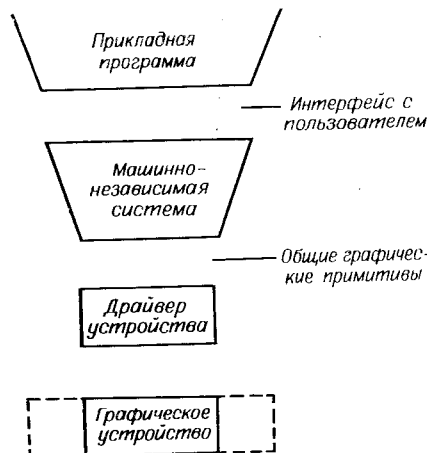 Прикладная
программа
Интерфейс с
пользователем
Машинно-
независимая
система
Общие графичес-
кие примитивы
Драйвер
устройства
Графическое
устройство